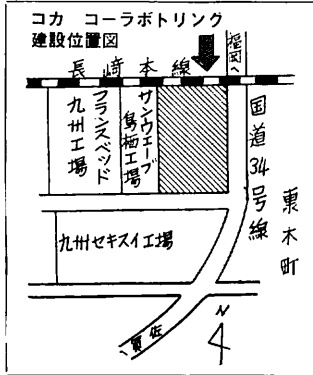 コカ コーラボトリング
建設位置図
福岡へ
長崎本線
フランスベッド
九州工場
サンウェーブ
鳥栖工場
国道34号線
東木町
九州セキスイ工場
佐賀へ
N